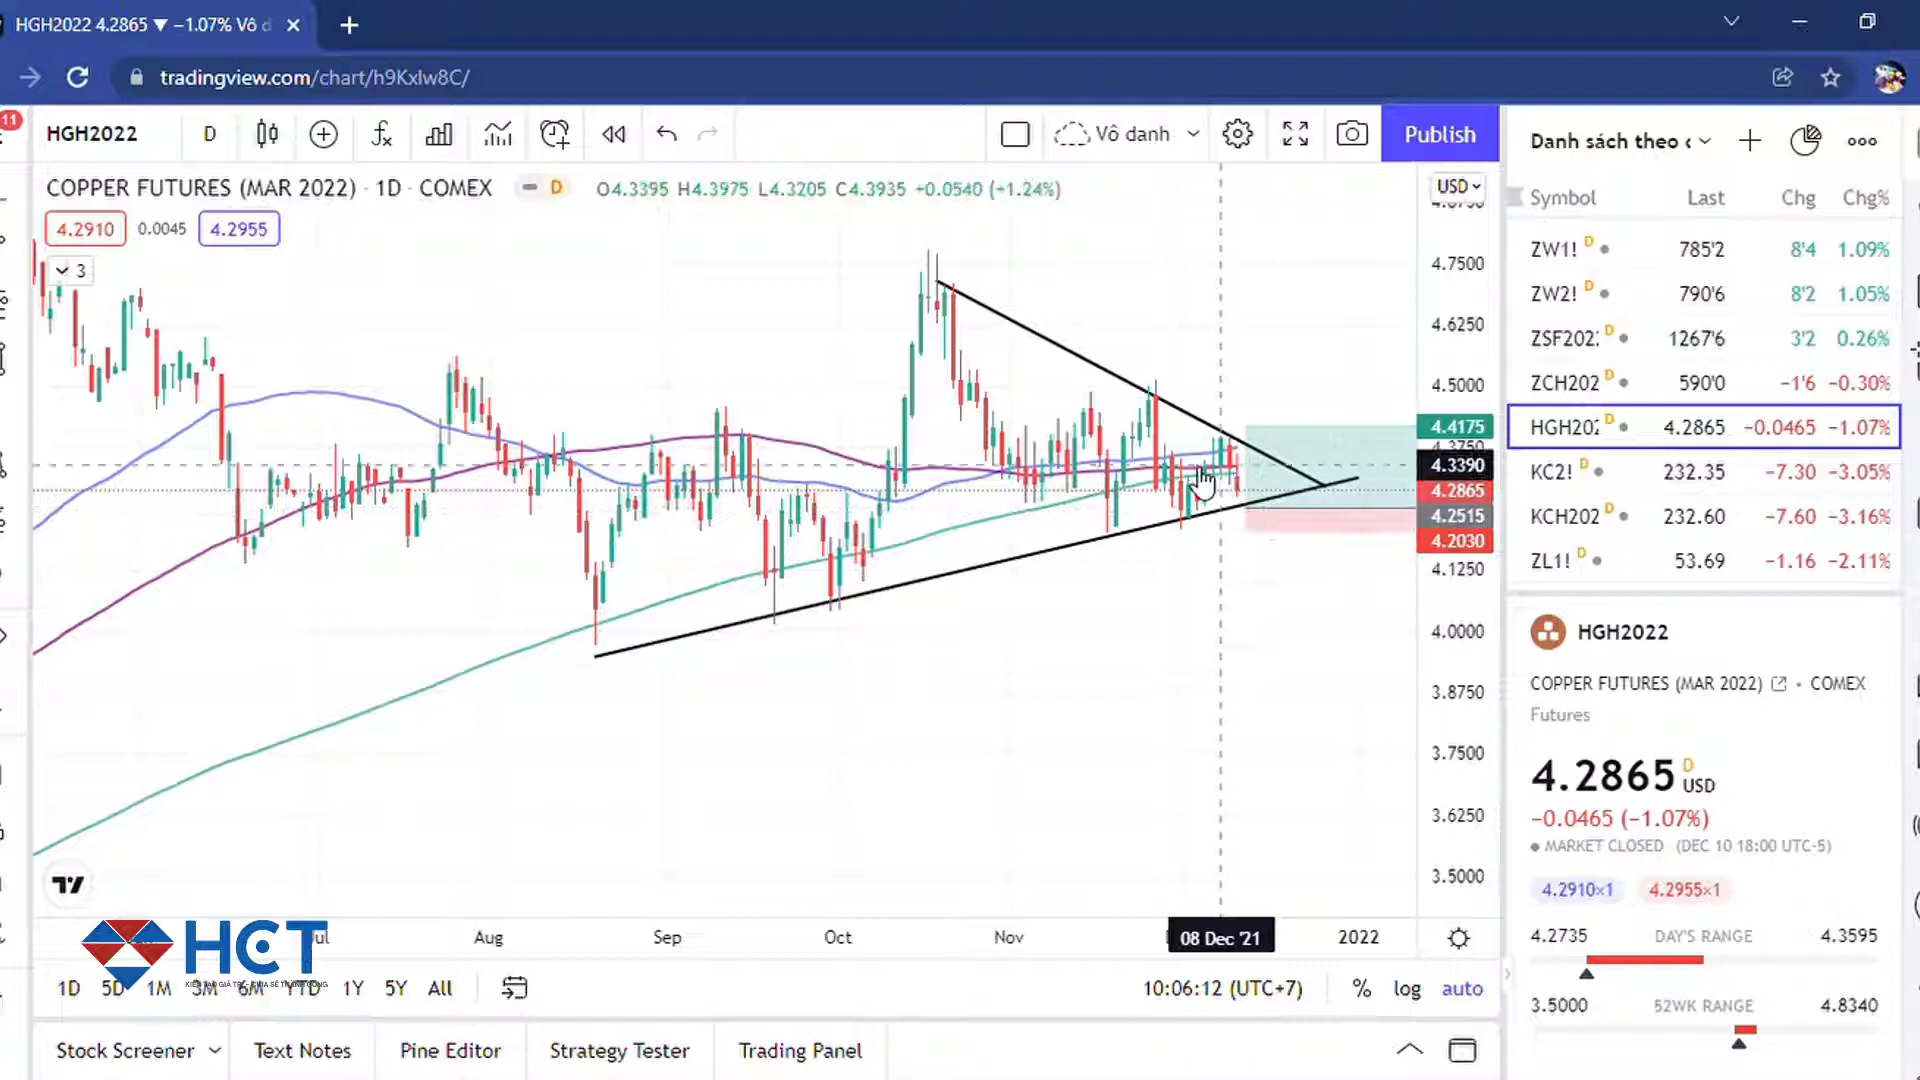 HGH2022 4.2865 ▼ −1.07% Vô d
tradingview.com/chart/h9Kxlw8C/
11
HGH2022
D
Vô danh
Publish
COPPER FUTURES (MAR 2022) · 1D · COMEX
D
O4.3395 H4.3975 L4.3205 C4.3935 +0.0540 (+1.24%)
USD
4.2910
0.0045
4.2955
3
4.7500
4.6250
4.5000
4.4175
4.3750
4.3390
4.2865
4.2515
4.2030
4.1250
4.0000
3.8750
3.7500
3.6250
3.5000
HCT
Jul
Aug
Sep
Oct
Nov
08 Dec '21
2022
1D
5D
1M
3M
6M
YTD
1Y
5Y
All
10:06:12 (UTC+7)
%
log
auto
Stock Screener
Text Notes
Pine Editor
Strategy Tester
Trading Panel
Danh sách theo
Symbol Last Chg Chg%
ZW1! D 785'2 8'4 1.09%
ZW2! D 790'6 8'2 1.05%
ZSF202 D 1267'6 3'2 0.26%
ZCH202 D 590'0 −1'6 −0.30%
HGH202 D 4.2865 −0.0465 −1.07%
KC2! D 232.35 −7.30 −3.05%
KCH202 D 232.60 −7.60 −3.16%
ZL1! D 53.69 −1.16 −2.11%
HGH2022
COPPER FUTURES (MAR 2022) · COMEX
Futures
4.2865 D USD
−0.0465 (−1.07%)
MARKET CLOSED (DEC 10 18:00 UTC-5)
4.2910×1
4.2955×1
4.2735 DAY'S RANGE 4.3595
3.5000 52WK RANGE 4.8340